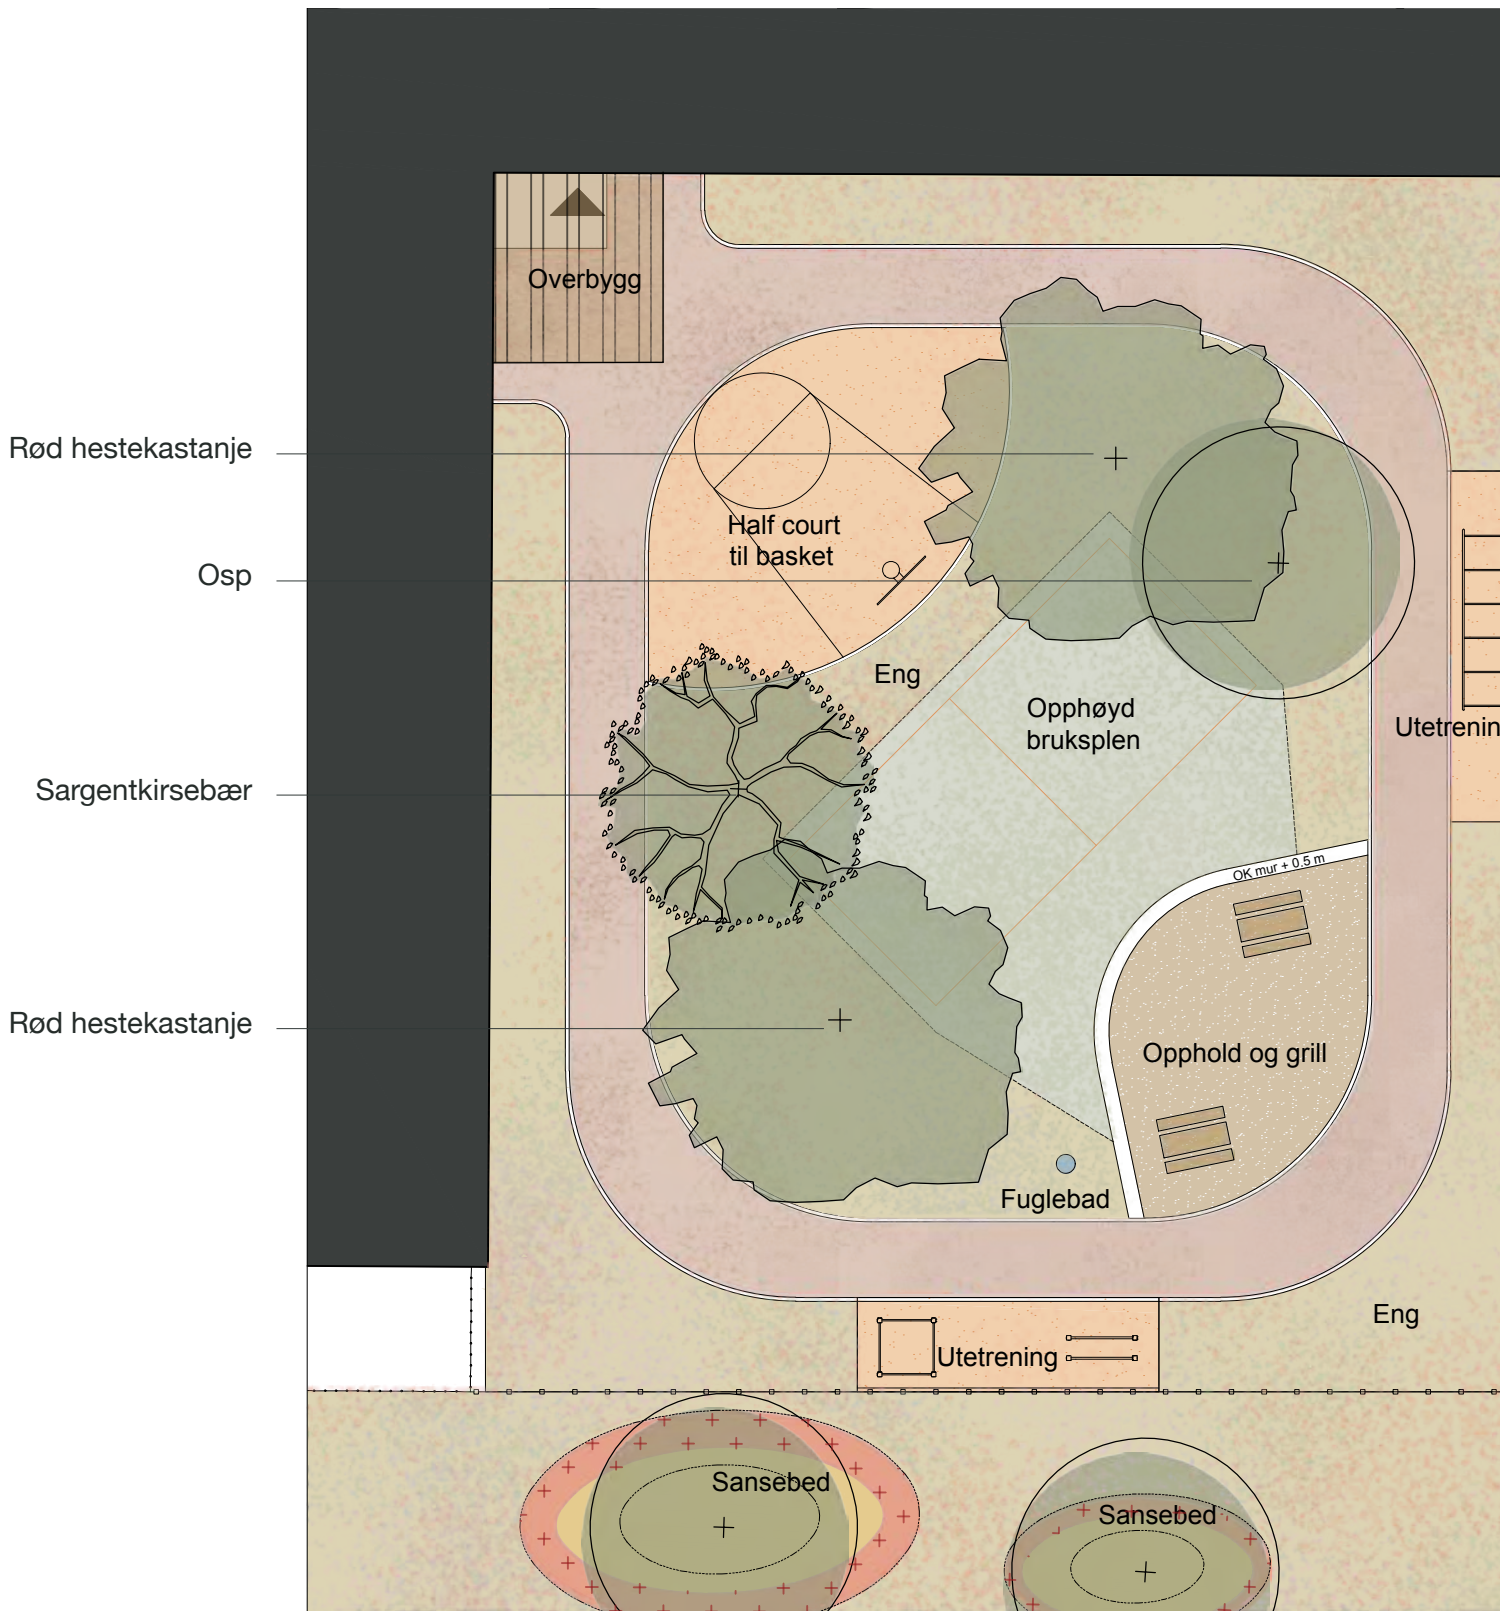 Overbygg
Rød hestekastanje
Half court
til basket
Osp
Eng
Opphøyd
bruksplen
Utetrenin
Sargentkirsebær
OK mur + 0.5 m
Rød hestekastanje
Opphold og grill
Fuglebad
Eng
Utetrening
Sansebed
Sansebed